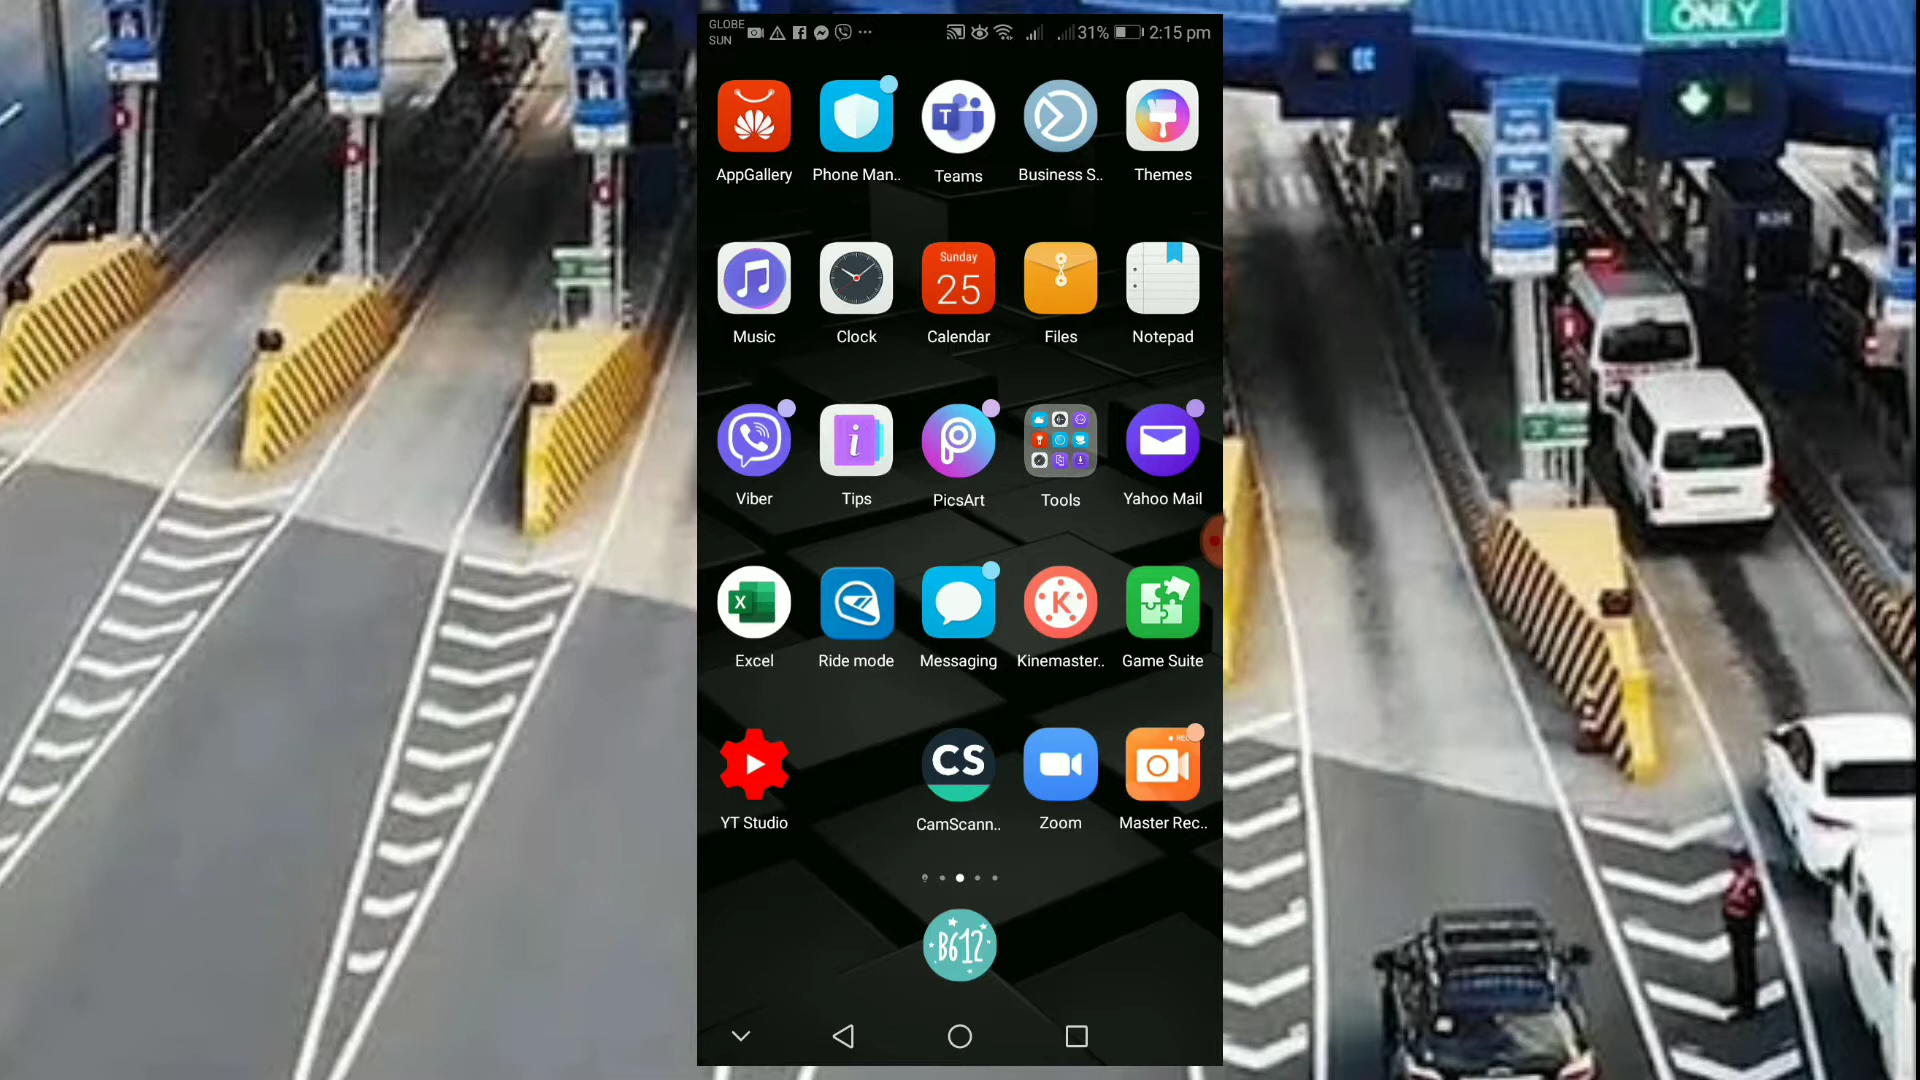 ONLY
GLOBE
SUN
31% 2:15 pm
AppGallery Phone Man.. Teams Business S.. Themes
Sunday
25
Music Clock Calendar Files Notepad
Viber Tips PicsArt Tools Yahoo Mail
Excel Ride mode Messaging Kinemaster.. Game Suite
CS
REC
YT Studio CamScann.. Zoom Master Rec..
B612